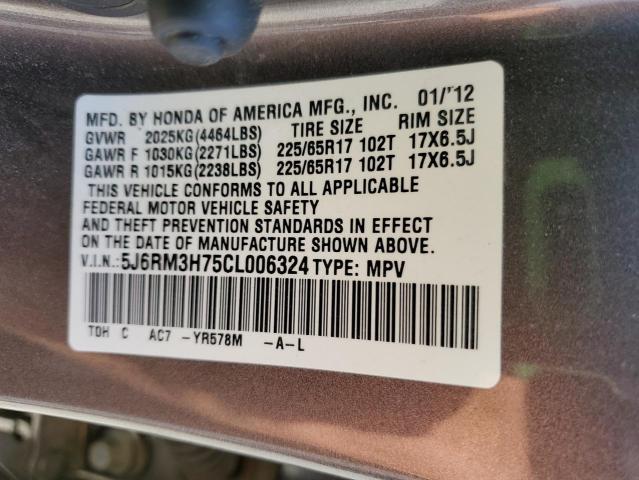 MFD. BY HONDA OF AMERICA MFG., INC. 01/'12
GVWR 2025KG(4464LBS) TIRE SIZE RIM SIZE
GAWR F 1030KG(2271LBS) 225/65R17 102T 17X6.5J
GAWR R 1015KG(2238LBS) 225/65R17 102T 17X6.5J
THIS VEHICLE CONFORMS TO ALL APPLICABLE
FEDERAL MOTOR VEHICLE SAFETY
AND THEFT PREVENTION STANDARDS IN EFFECT
ON THE DATE OF MANUFACTURE SHOWN ABOVE.
V.I.N.:5J6RM3H75CL006324 TYPE: MPV
TOH C AC7 -YR578M -A-L